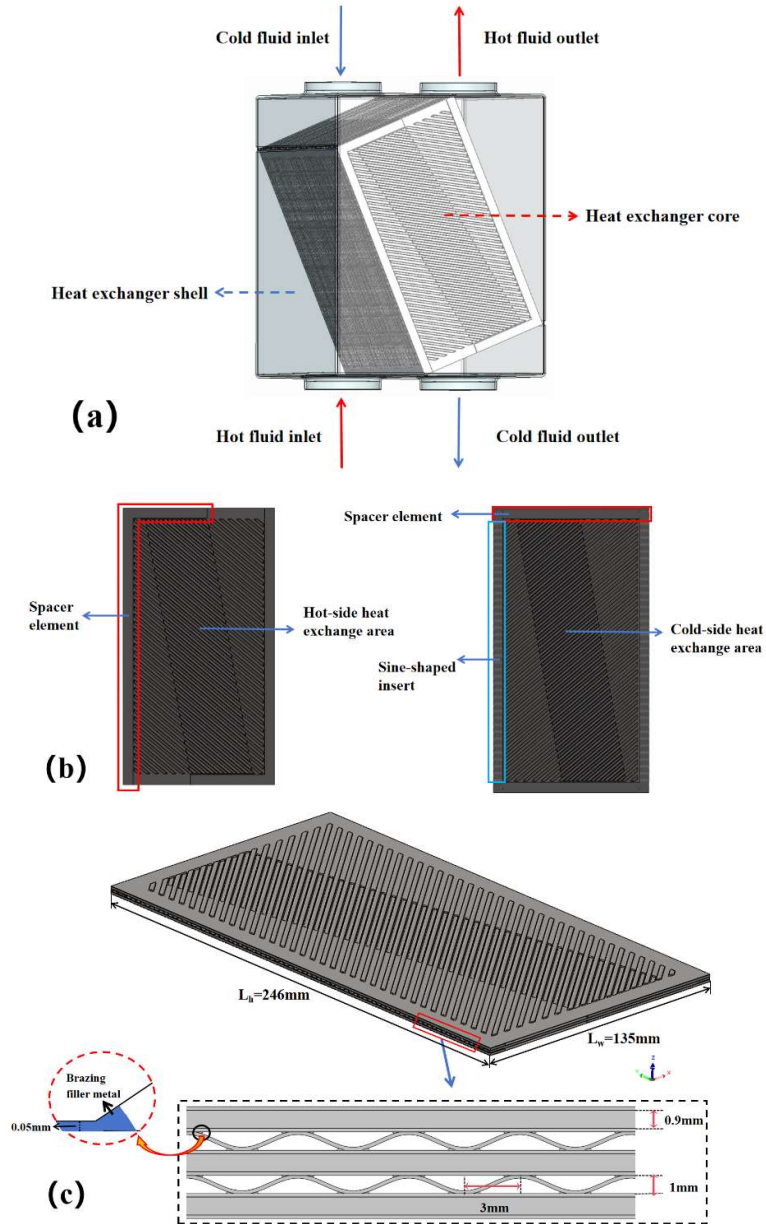 Cold fluid inlet
Hot fluid outlet
Heat exchanger core
Heat exchanger shell
(a)
Hot fluid inlet
Cold fluid outlet
Spacer element
Spacer
element
Hot-side heat
exchange area
Cold-side heat
exchange area
Sine-shaped
insert
(b)
Lh=246mm
Lw=135mm
Z
Y
X
Brazing
filler metal
0.05mm
0.9mm
1mm
3mm
(c)